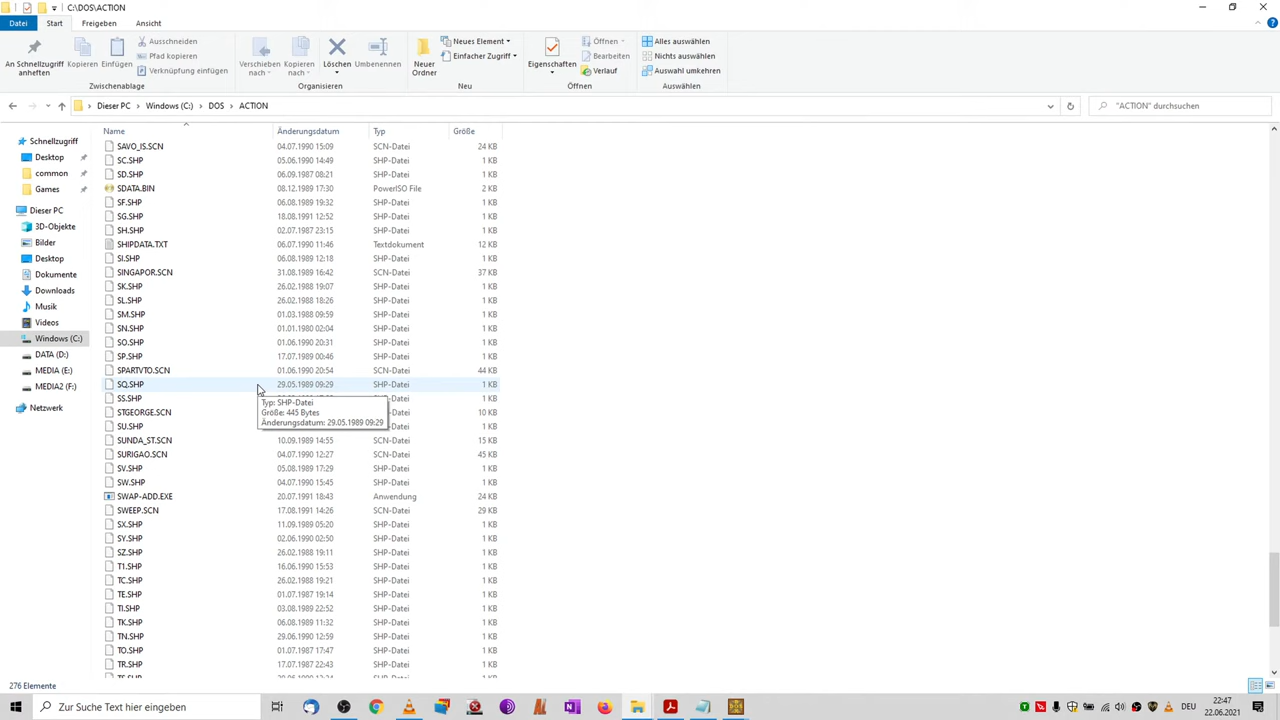 C:\DOS\ACTION
Datei Start Freigeben Ansicht
An Schnellzugriff anheften
Kopieren
Einfügen
Ausschneiden
Pfad kopieren
Verknüpfung einfügen
Zwischenablage
Verschieben nach
Kopieren nach
Löschen
Umbenennen
Organisieren
Neuer Ordner
Neues Element
Einfacher Zugriff
Neu
Eigenschaften
Öffnen
Bearbeiten
Verlauf
Öffnen
Alles auswählen
Nichts auswählen
Auswahl umkehren
Auswählen
Dieser PC > Windows (C:) > DOS > ACTION
"ACTION" durchsuchen
Schnellzugriff
Desktop
common
Games
Dieser PC
3D-Objekte
Bilder
Desktop
Dokumente
Downloads
Musik
Videos
Windows (C:)
DATA (D:)
MEDIA (E:)
MEDIA2 (F:)
Netzwerk
Name Änderungsdatum Typ Größe
SAVO_IS.SCN 04.07.1990 15:09 SCN-Datei 24 KB
SC.SHP 05.06.1990 14:49 SHP-Datei 1 KB
SD.SHP 06.09.1987 08:21 SHP-Datei 1 KB
SDATA.BIN 08.12.1989 17:30 PowerISO File 2 KB
SF.SHP 06.08.1989 19:32 SHP-Datei 1 KB
SG.SHP 18.08.1991 12:52 SHP-Datei 1 KB
SH.SHP 02.07.1987 23:15 SHP-Datei 1 KB
SHIPDATA.TXT 06.07.1990 11:46 Textdokument 12 KB
SI.SHP 06.08.1989 12:18 SHP-Datei 1 KB
SINGAPOR.SCN 31.08.1989 16:42 SCN-Datei 37 KB
SK.SHP 26.02.1988 19:07 SHP-Datei 1 KB
SL.SHP 26.02.1988 18:26 SHP-Datei 1 KB
SM.SHP 01.03.1988 09:59 SHP-Datei 1 KB
SN.SHP 01.01.1980 02:04 SHP-Datei 1 KB
SO.SHP 01.06.1990 20:31 SHP-Datei 1 KB
SP.SHP 17.07.1989 00:46 SHP-Datei 1 KB
SPARTVTO.SCN 01.06.1990 20:54 SCN-Datei 44 KB
SQ.SHP 29.05.1989 09:29 SHP-Datei 1 KB
SS.SHP SHP-Datei 1 KB
Typ: SHP-Datei
Größe: 445 Bytes
Änderungsdatum: 29.05.1989 09:29
STGEORGE.SCN SCN-Datei 10 KB
SU.SHP SHP-Datei 1 KB
SUNDA_ST.SCN 10.09.1989 14:55 SCN-Datei 15 KB
SURIGAO.SCN 04.07.1990 12:27 SCN-Datei 45 KB
SV.SHP 05.08.1989 17:29 SHP-Datei 1 KB
SW.SHP 04.07.1990 15:45 SHP-Datei 1 KB
SWAP-ADD.EXE 20.07.1991 18:43 Anwendung 24 KB
SWEEP.SCN 17.08.1991 14:26 SCN-Datei 29 KB
SX.SHP 11.09.1989 05:20 SHP-Datei 1 KB
SY.SHP 02.06.1990 02:50 SHP-Datei 1 KB
SZ.SHP 26.02.1988 19:11 SHP-Datei 1 KB
T1.SHP 16.06.1990 15:53 SHP-Datei 1 KB
TC.SHP 26.02.1988 19:21 SHP-Datei 1 KB
TE.SHP 01.07.1987 19:14 SHP-Datei 1 KB
TI.SHP 03.08.1989 22:52 SHP-Datei 1 KB
TK.SHP 06.08.1989 11:32 SHP-Datei 1 KB
TN.SHP 29.06.1990 12:59 SHP-Datei 1 KB
TO.SHP 01.07.1987 17:47 SHP-Datei 1 KB
TR.SHP 17.07.1987 22:43 SHP-Datei 1 KB
276 Elemente
Zur Suche Text hier eingeben
DEU
22:47
22.06.2021